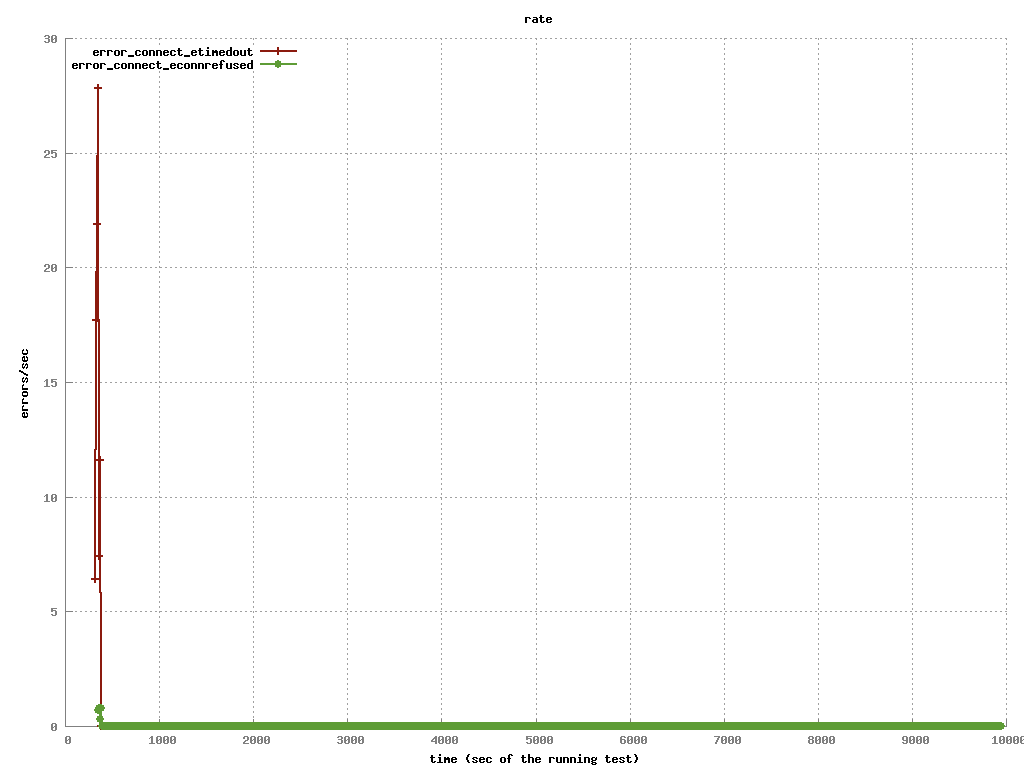 rate
30
error_connect_etimedout
error_connect_econnrefused
25
20
15
errors/sec
10
5
0
0 1000 2000 3000 4000 5000 6000 7000 8000 9000 10000
time (sec of the running test)